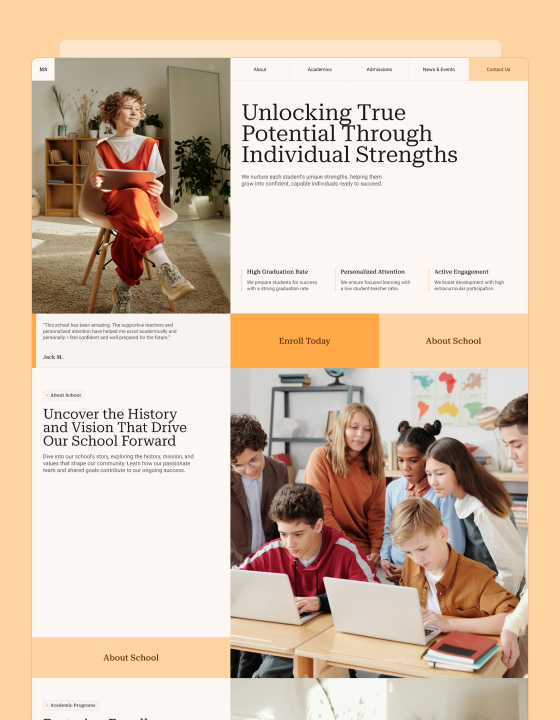 MS
About
Academics
Admissions
News & Events
Contact Us
Unlocking True
Potential Through
Individual Strengths
We nurture each student's unique strengths, helping them
grow into confident, capable individuals ready to succeed.
High Graduation Rate
We prepare students for success
with a strong graduation rate.
Personalized Attention
We ensure focused learning with
a low student-teacher ratio.
Active Engagement
We boost development with high
extracurricular participation.
"This school has been amazing. The supportive teachers and
personalized attention have helped me excel academically and
personally. I feel confident and well-prepared for the future."
Jack M.
Enroll Today
About School
About School
Uncover the History
and Vision That Drive
Our School Forward
Dive into our school's story, exploring the history, mission, and
values that shape our community. Learn how our passionate
team and shared goals contribute to our ongoing success.
About School
Academic Programs